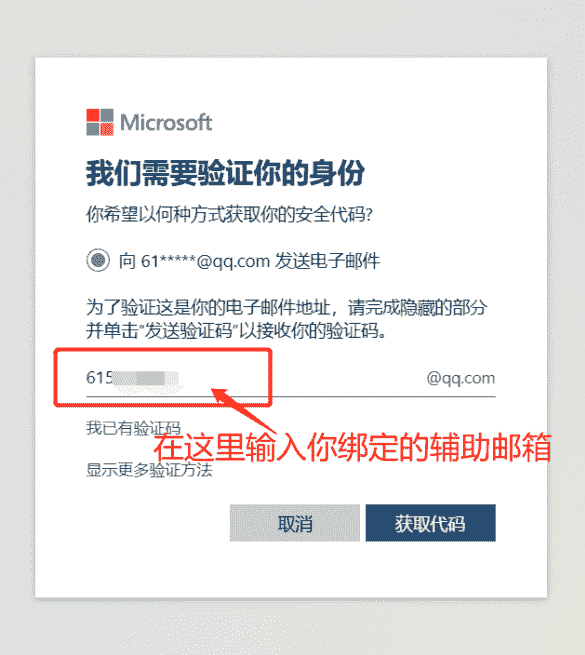 Microsoft
我们需要验证你的身份
你希望以何种方式获取你的安全代码?
向 61*****@qq.com 发送电子邮件
为了验证这是你的电子邮件地址，请完成隐藏的部分
并单击"发送验证码"以接收你的验证码。
615 @qq.com
我已有验证码
在这里输入你绑定的辅助邮箱
显示更多验证方法
取消 获取代码